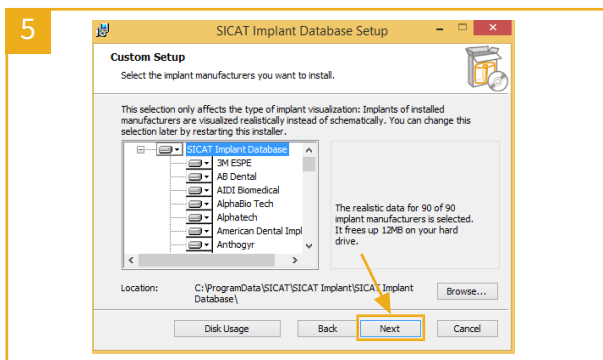 5
SICAT Implant Database Setup
Custom Setup
Select the implant manufacturers you want to install.
This selection only affects the type of implant visualization: Implants of installed
manufacturers are visualized realistically instead of schematically. You can change this
selection later by restarting this installer.
SICAT Implant Database
3M ESPE
AB Dental
AIDI Biomedical
AlphaBio Tech
Alphatech
American Dental Impl
Anthogyr
The realistic data for 90 of 90
implant manufacturers is selected.
It frees up 12MB on your hard
drive.
Location:
C:\ProgramData\SICAT\SICAT Implant\SICAT Implant
Database\
Browse...
Disk Usage
Back
Next
Cancel